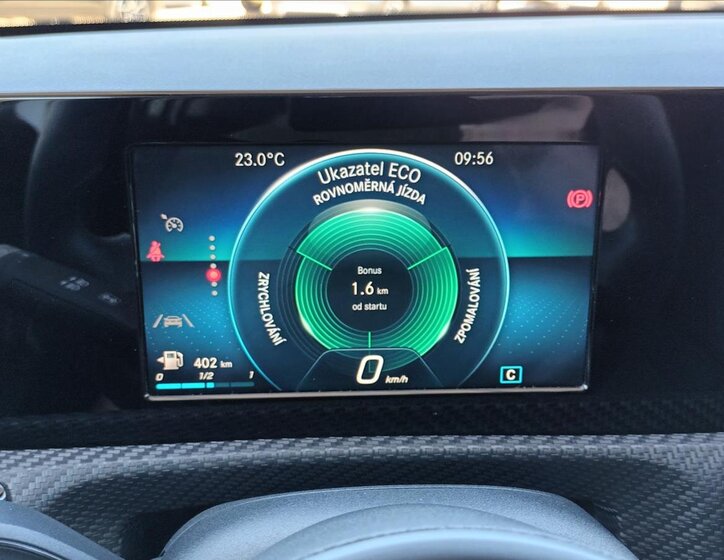 23.0°C
09:56
Ukazatel ECO
ROVNOMĚRNÁ JÍZDA
P
ZRYCHLOVÁNÍ
Bonus
1.6 km
od startu
ZPOMALOVÁNÍ
402 km
0 1/2 1
0 km/h
C